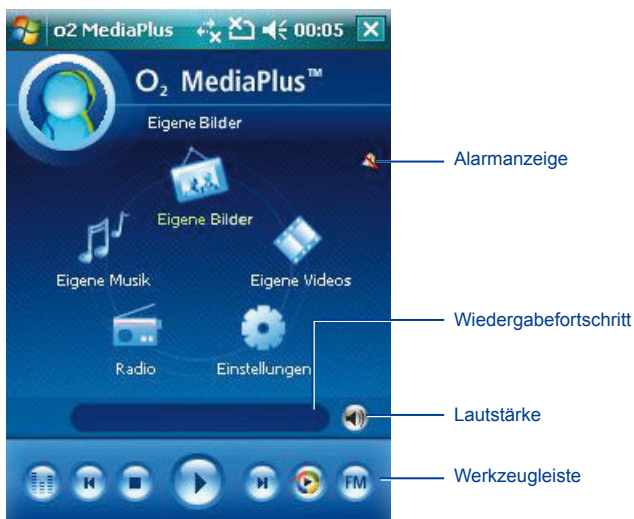 o2 MediaPlus 00:05
O₂ MediaPlus™
Eigene Bilder
Alarmanzeige
Eigene Bilder
Eigene Musik Eigene Videos
Wiedergabefortschritt
Radio Einstellungen
Lautstärke
FM
Werkzeugleiste